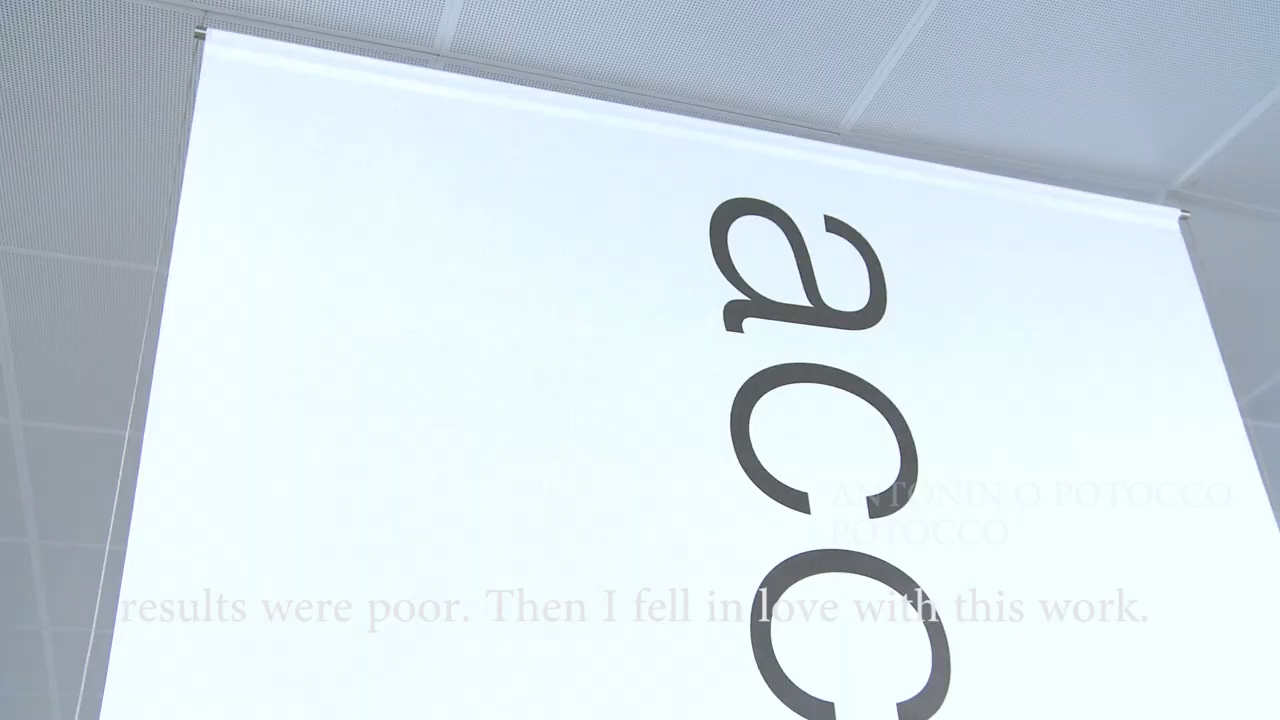 acc
ANTONIN O POTOCCO
POTOCCO
results were poor. Then I fell in love with this work.